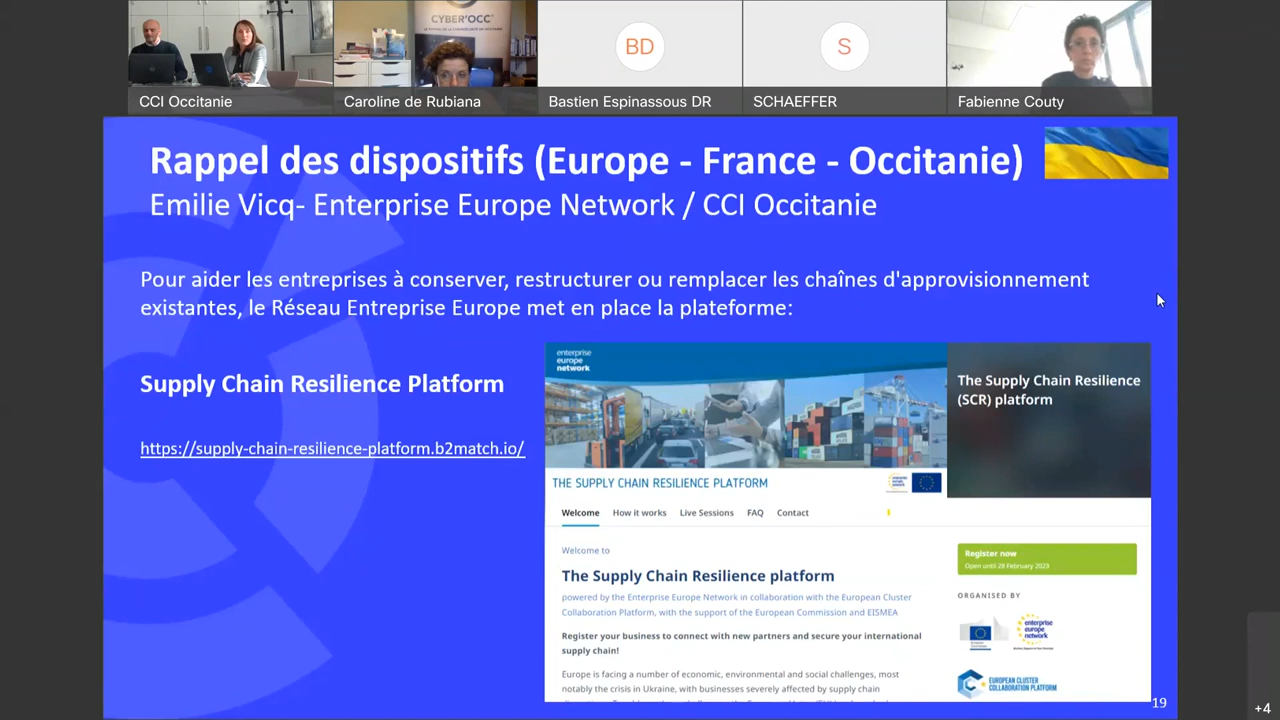 CYBER'OCC
BD
S
CCI Occitanie
Caroline de Rubiana
Bastien Espinassous DR
SCHAEFFER
Fabienne Couty
Rappel des dispositifs (Europe - France - Occitanie)
Emilie Vicq- Enterprise Europe Network / CCI Occitanie
Pour aider les entreprises à conserver, restructurer ou remplacer les chaînes d'approvisionnement
existantes, le Réseau Entreprise Europe met en place la plateforme:
Supply Chain Resilience Platform
https://supply-chain-resilience-platform.b2match.io/
enterprise
europe
network
The Supply Chain Resilience
(SCR) platform
THE SUPPLY CHAIN RESILIENCE PLATFORM
Welcome How it works Live Sessions FAQ Contact
Welcome to
The Supply Chain Resilience platform
powered by the Enterprise Europe Network in collaboration with the European Cluster
Collaboration Platform, with the support of the European Commission and EISMEA
Register your business to connect with new partners and secure your international
supply chain!
Europe is facing a number of economic, environmental and social challenges, most
notably the crisis in Ukraine, with businesses severely affected by supply chain
Register now
Open until 28 February 2023
ORGANISED BY
enterprise
europe
network
EUROPEAN CLUSTER
COLLABORATION PLATFORM
19
+4